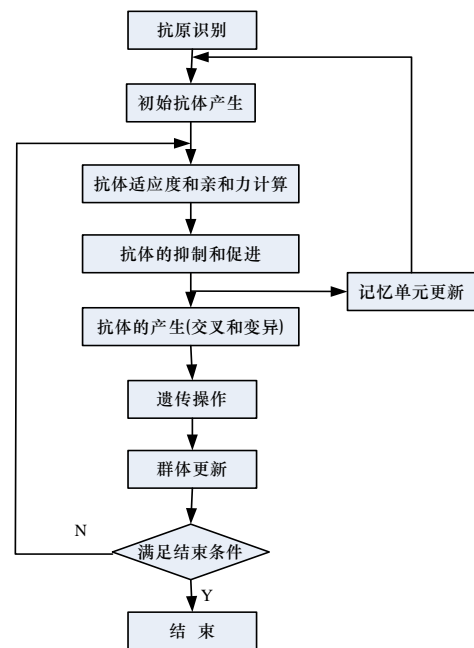 抗原识别
初始抗体产生
抗体适应度和亲和力计算
抗体的抑制和促进
记忆单元更新
抗体的产生(交叉和变异)
遗传操作
群体更新
N
满足结束条件
Y
结 束